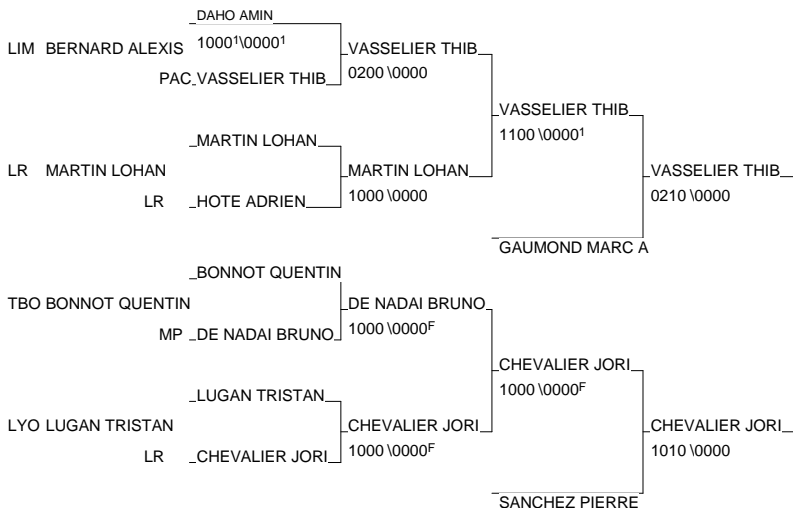 DAHO AMIN
LIM BERNARD ALEXIS 1000¹\0000¹ VASSELIER THIB
PAC VASSELIER THIB 0200 \0000
VASSELIER THIB
1100 \0000¹
MARTIN LOHAN
LR MARTIN LOHAN MARTIN LOHAN VASSELIER THIB
LR HOTE ADRIEN 1000 \0000 0210 \0000
GAUMOND MARC A
BONNOT QUENTIN
TBO BONNOT QUENTIN DE NADAI BRUNO
MP DE NADAI BRUNO 1000 \0000F
CHEVALIER JORI
1000 \0000F
LUGAN TRISTAN
LYO LUGAN TRISTAN CHEVALIER JORI CHEVALIER JORI
LR CHEVALIER JORI 1000 \0000F 1010 \0000
SANCHEZ PIERRE